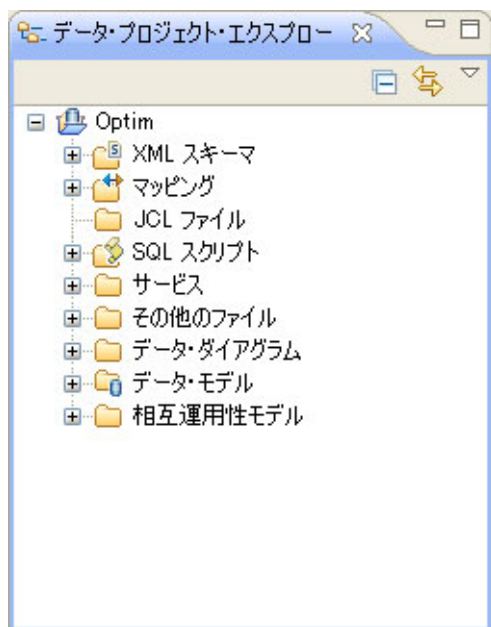 データ・プロジェクト・エクスプロー
Optim
XML スキーマ
マッピング
JCL ファイル
SQL スクリプト
サービス
その他のファイル
データ・ダイアグラム
データ・モデル
相互運用性モデル